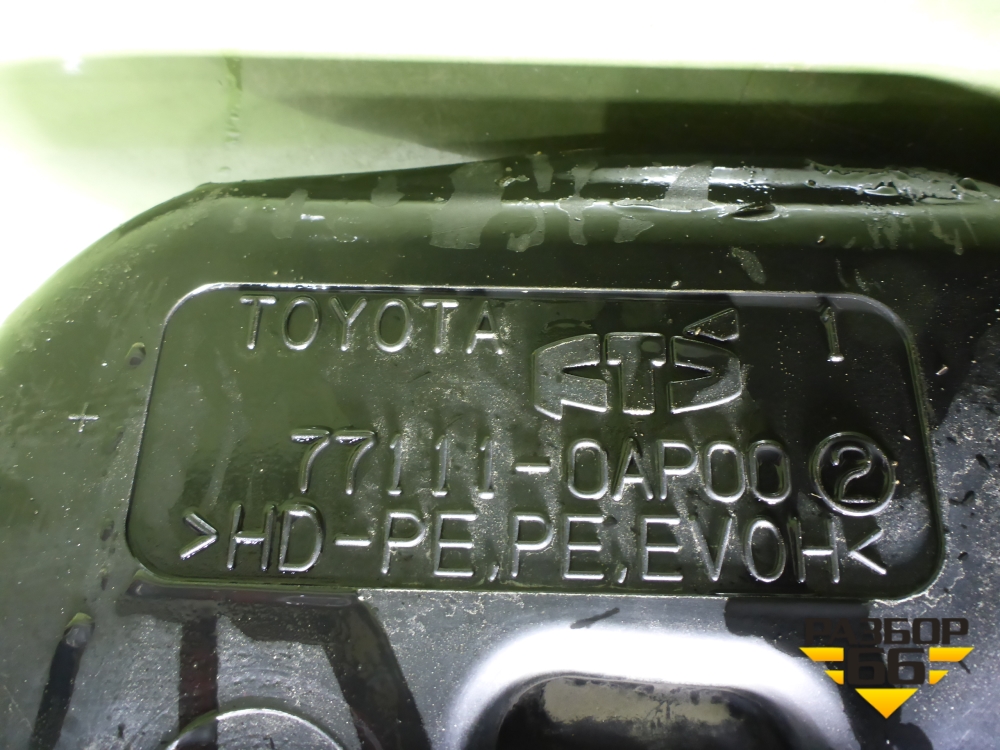 TOYOTA 1
77111-0AP00 2
>HD-PE,PE,EVOH<
РАЗБОР
66